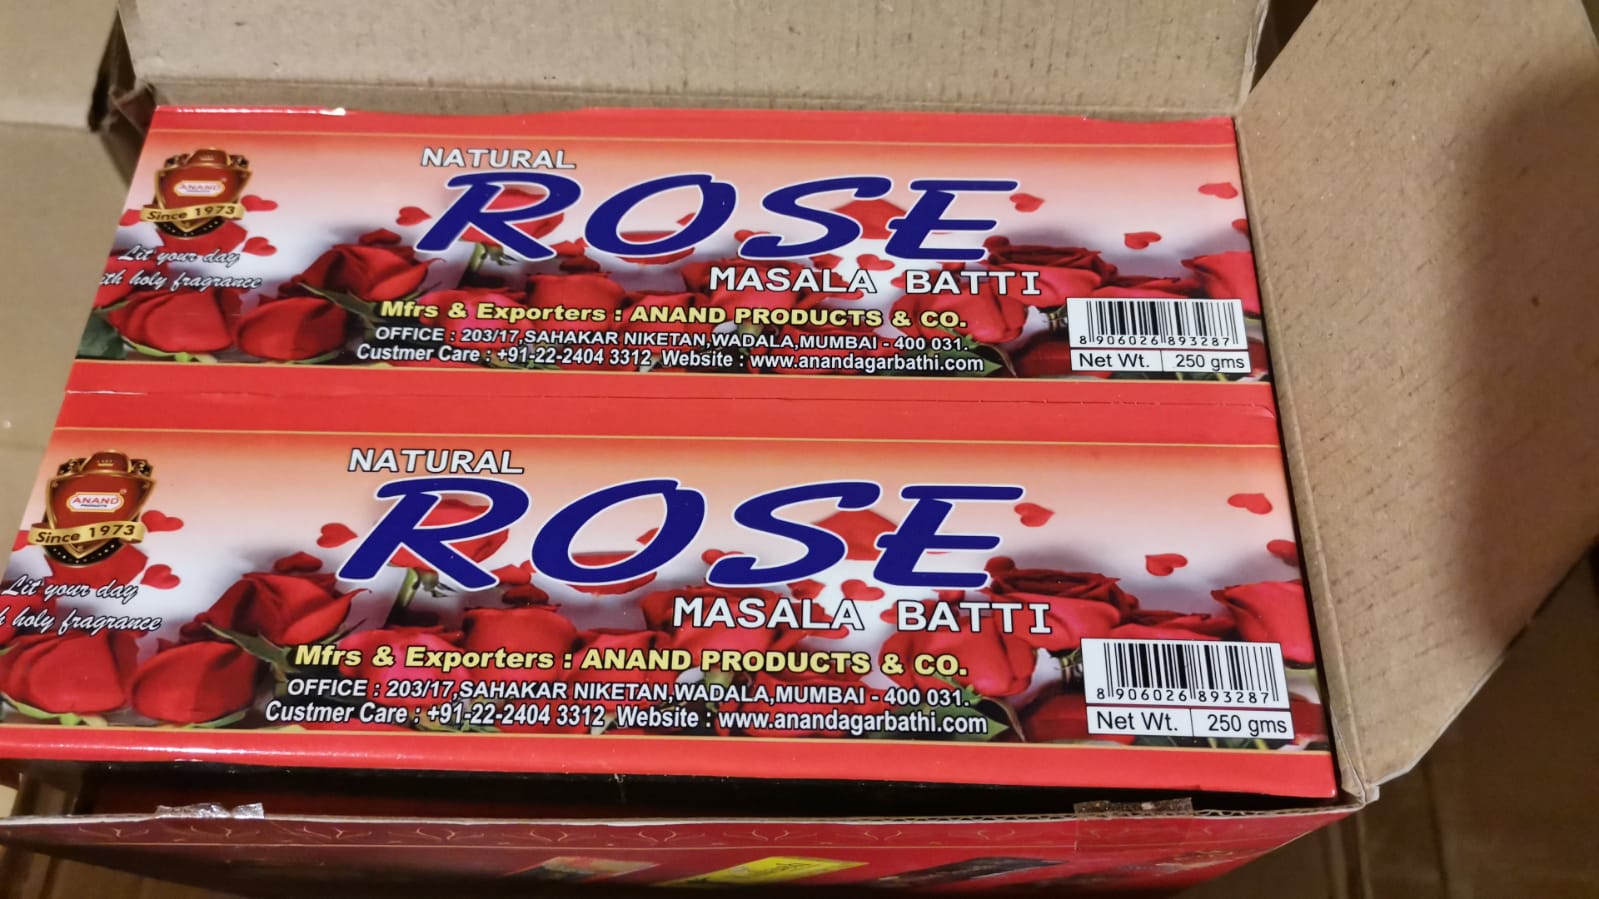 ANAND
PRODUCTS
Since 1973
Lit your day
ith holy fragrance
NATURAL
ROSE
MASALA BATTI
Mfrs & Exporters : ANAND PRODUCTS & CO.
OFFICE : 203/17,SAHAKAR NIKETAN,WADALA,MUMBAI - 400 031.
Custmer Care : +91-22-2404 3312 Website : www.anandagarbathi.com
8 906026 893287
Net Wt. 250 gms
ANAND
PRODUCTS
Since 1973
Lit your day
h holy fragrance
NATURAL
ROSE
MASALA BATTI
Mfrs & Exporters : ANAND PRODUCTS & CO.
OFFICE : 203/17,SAHAKAR NIKETAN,WADALA,MUMBAI - 400 031.
Custmer Care : +91-22-2404 3312 Website : www.anandagarbathi.com
8 906026 893287
Net Wt. 250 gms